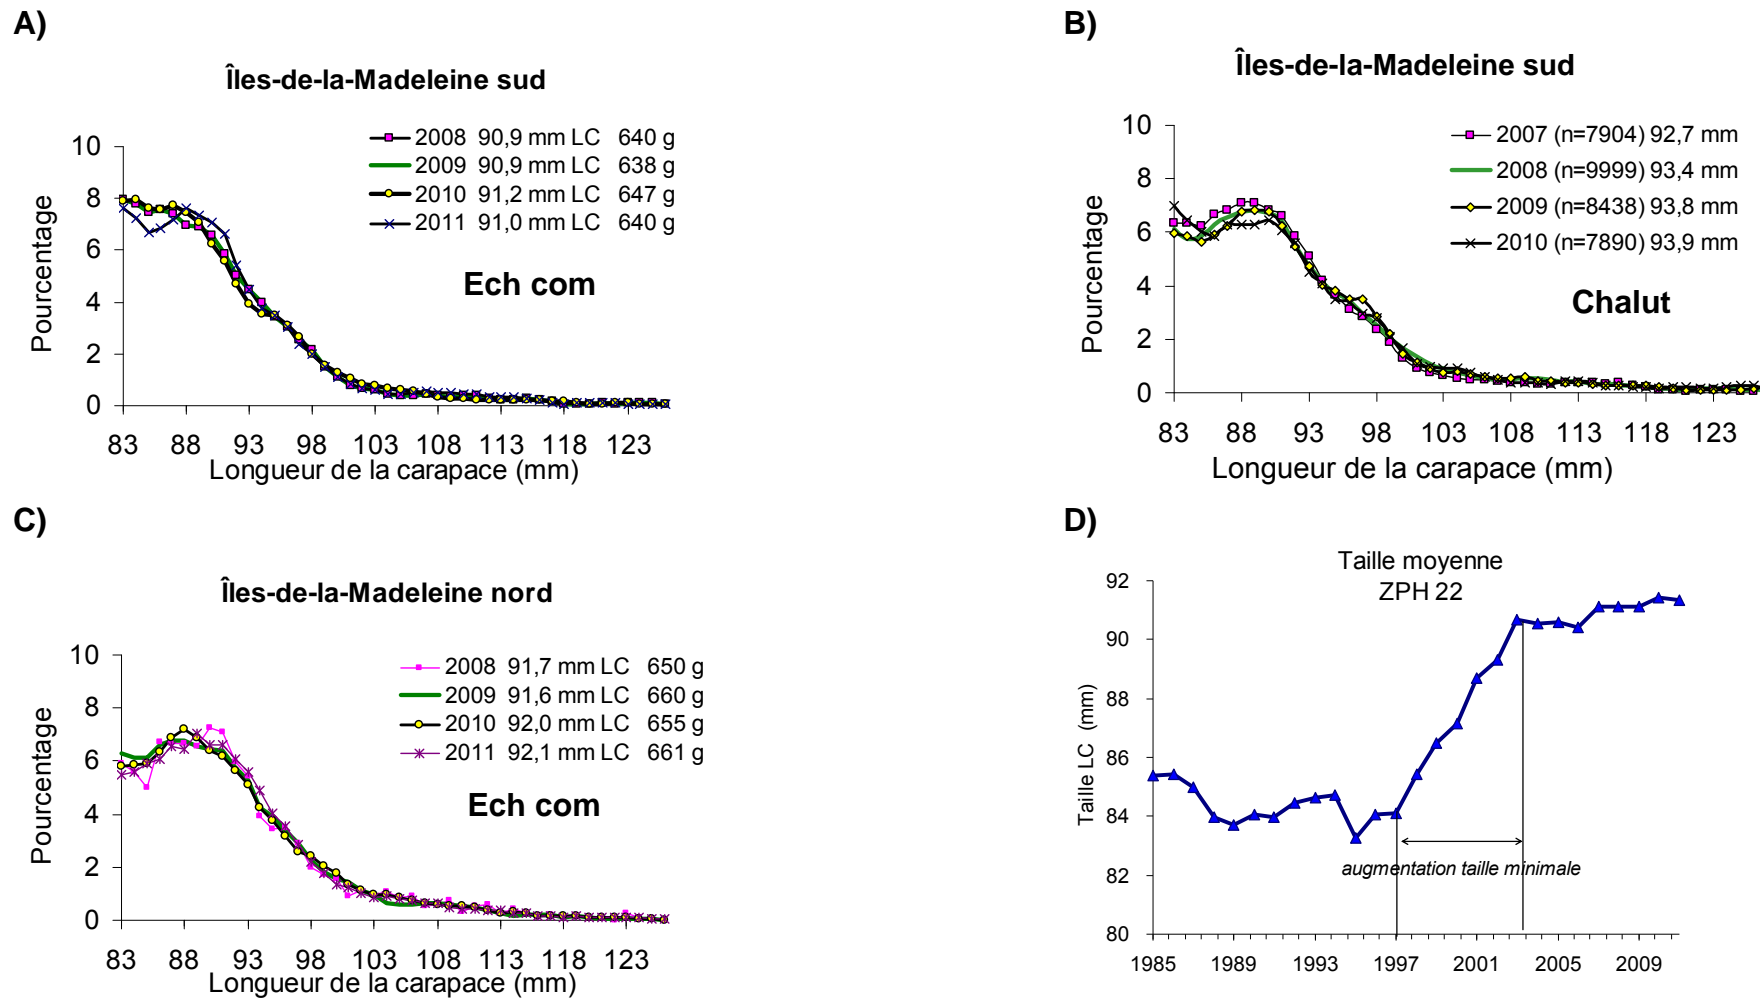 A)
Îles-de-la-Madeleine sud
2008 90,9 mm LC 640 g
2009 90,9 mm LC 638 g
2010 91,2 mm LC 647 g
2011 91,0 mm LC 640 g
Ech com
Pourcentage
10
8
6
4
2
0
83 88 93 98 103 108 113 118 123
Longueur de la carapace (mm)
B)
Îles-de-la-Madeleine sud
2007 (n=7904) 92,7 mm
2008 (n=9999) 93,4 mm
2009 (n=8438) 93,8 mm
2010 (n=7890) 93,9 mm
Chalut
Pourcentage
10
8
6
4
2
0
83 88 93 98 103 108 113 118 123
Longueur de la carapace (mm)
C)
Îles-de-la-Madeleine nord
2008 91,7 mm LC 650 g
2009 91,6 mm LC 660 g
2010 92,0 mm LC 655 g
2011 92,1 mm LC 661 g
Ech com
Pourcentage
10
8
6
4
2
0
83 88 93 98 103 108 113 118 123
Longueur de la carapace (mm)
D)
Taille moyenne
ZPH 22
Taille LC (mm)
92
90
88
86
84
82
80
augmentation taille minimale
1985 1989 1993 1997 2001 2005 2009